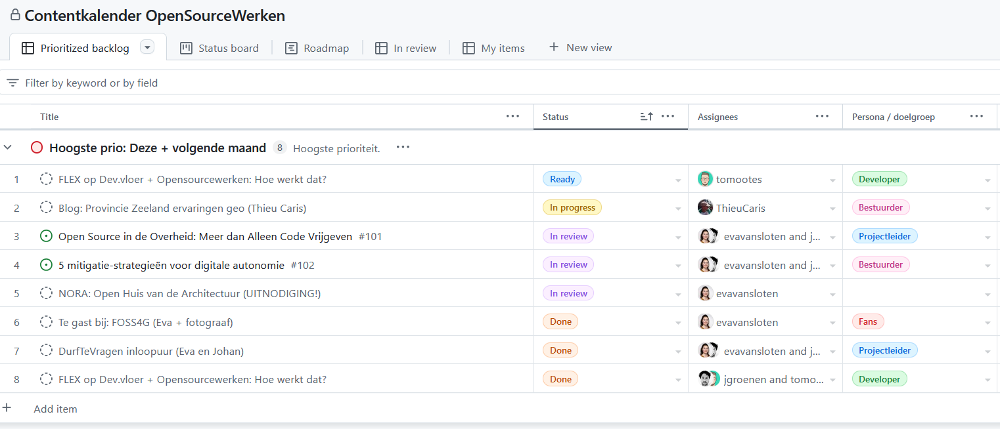 Contentkalender OpenSourceWerken
Prioritized backlog Status board Roadmap In review My items New view
Filter by keyword or by field
Title Status Assignees Persona / doelgroep
Hoogste prio: Deze + volgende maand 8 Hoogste prioriteit.
1 FLEX op Dev.vloer + Opensourcewerken: Hoe werkt dat? Ready tomootes Developer
2 Blog: Provincie Zeeland ervaringen geo (Thieu Caris) In progress ThieuCaris Bestuurder
3 Open Source in de Overheid: Meer dan Alleen Code Vrijgeven #101 In review evavansloten and j... Projectleider
4 5 mitigatie-strategieën voor digitale autonomie #102 In review evavansloten and j... Bestuurder
5 NORA: Open Huis van de Architectuur (UITNODIGING!) In review evavansloten
6 Te gast bij: FOSS4G (Eva + fotograaf) Done evavansloten Fans
7 DurfTeVragen inloopuur (Eva en Johan) Done evavansloten and j... Projectleider
8 FLEX op Dev.vloer + Opensourcewerken: Hoe werkt dat? Done jgroenen and tomo... Developer
Add item